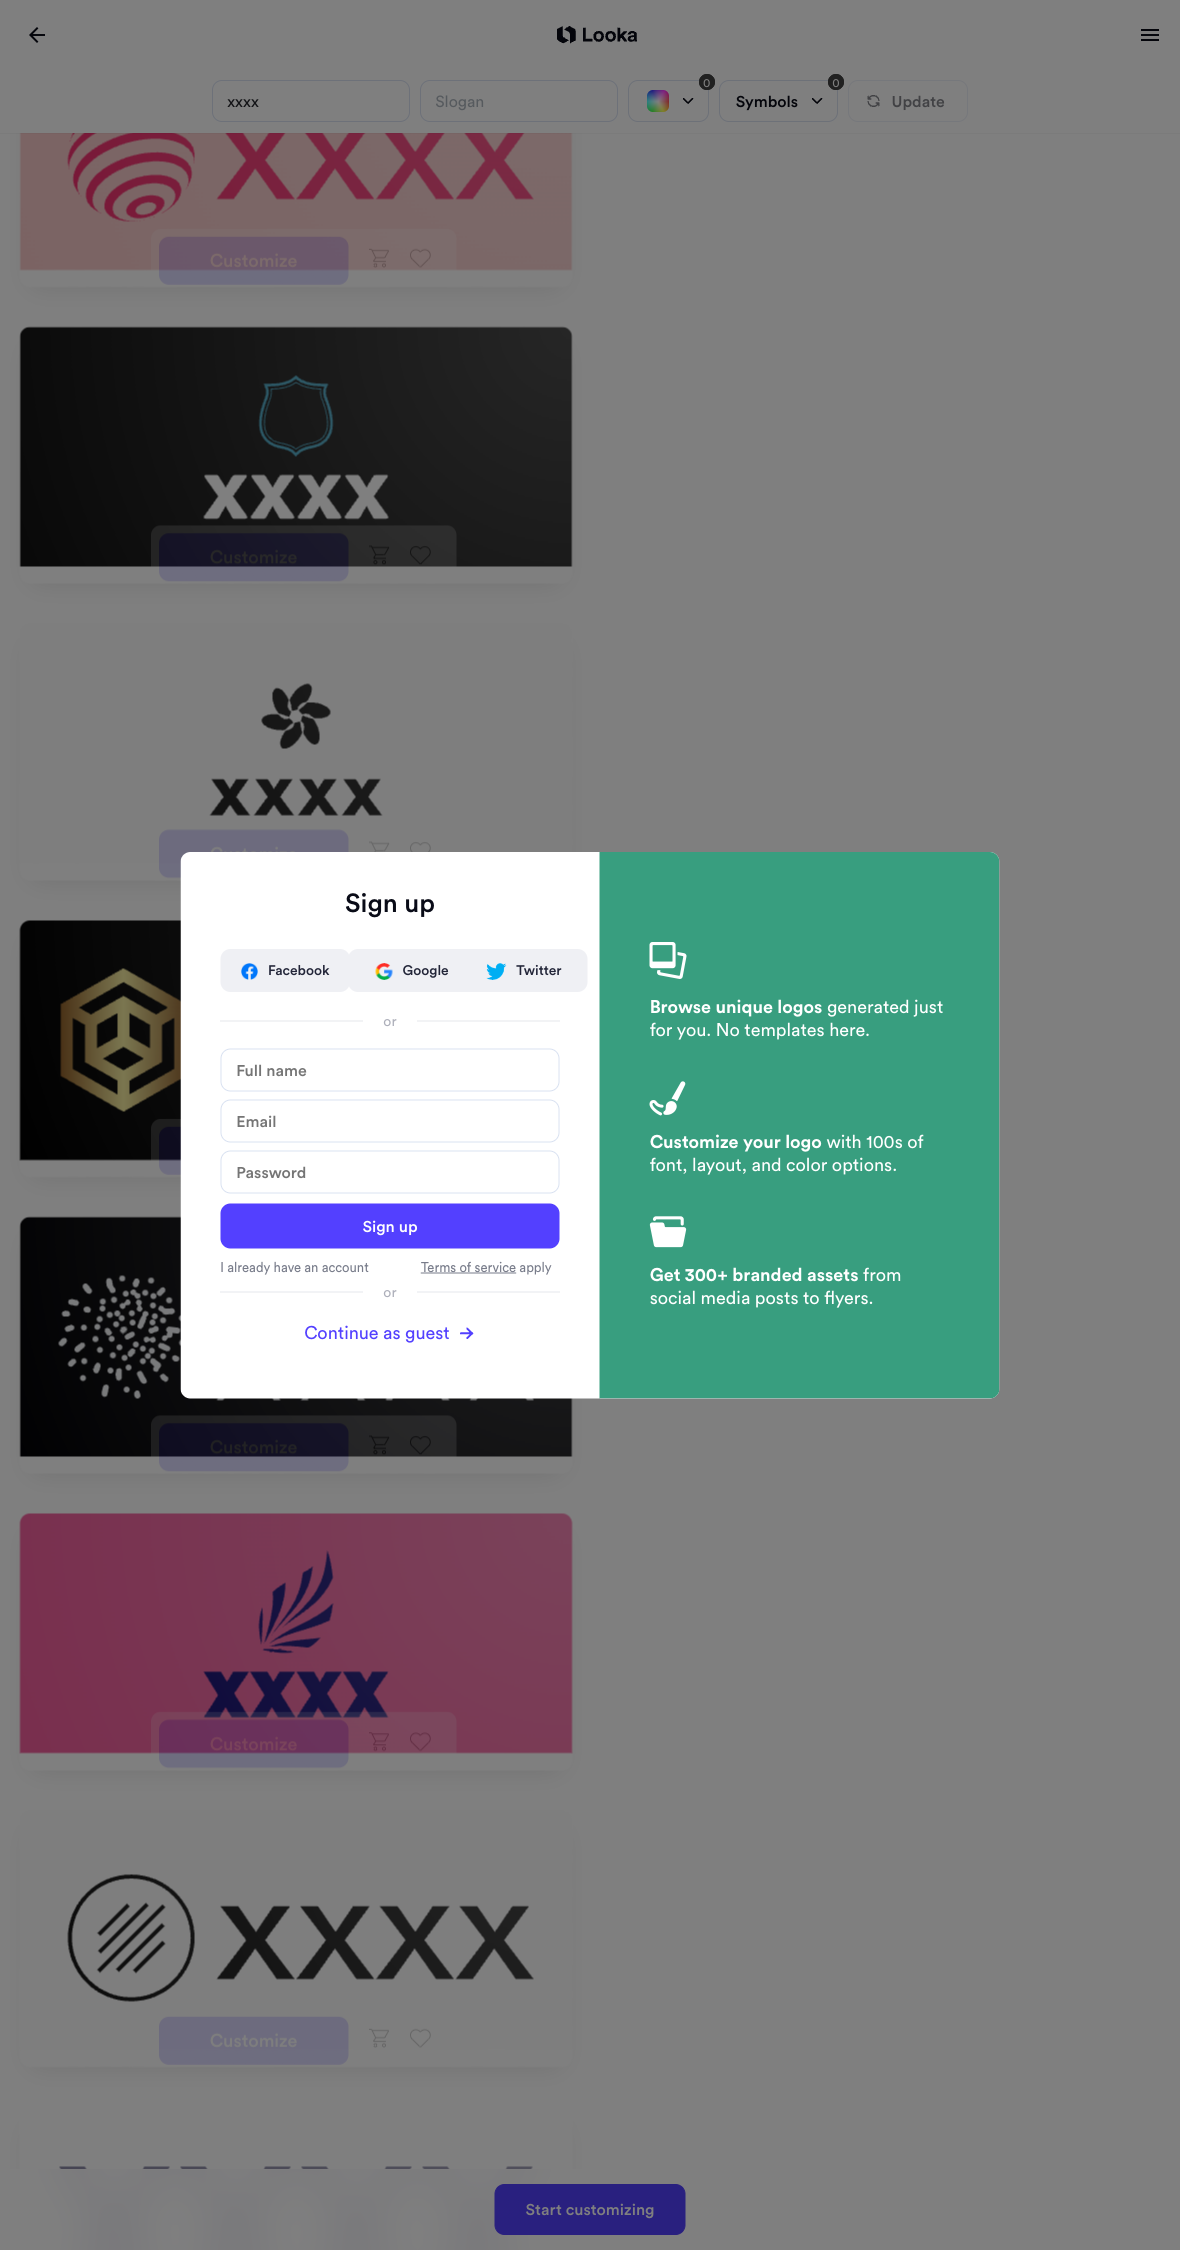 Looka
xxxx
Slogan
0
Symbols
0
Update
XXXX
Customize
XXXX
Customize
XXXX
Customize
Sign up
Facebook
Google
Twitter
or
Full name
Email
Password
Sign up
I already have an account
Terms of service apply
or
Continue as guest
Browse unique logos generated just
for you. No templates here.
Customize your logo with 100s of
font, layout, and color options.
Get 300+ branded assets from
social media posts to flyers.
Customize
XXXX
Customize
XXXX
Customize
Start customizing